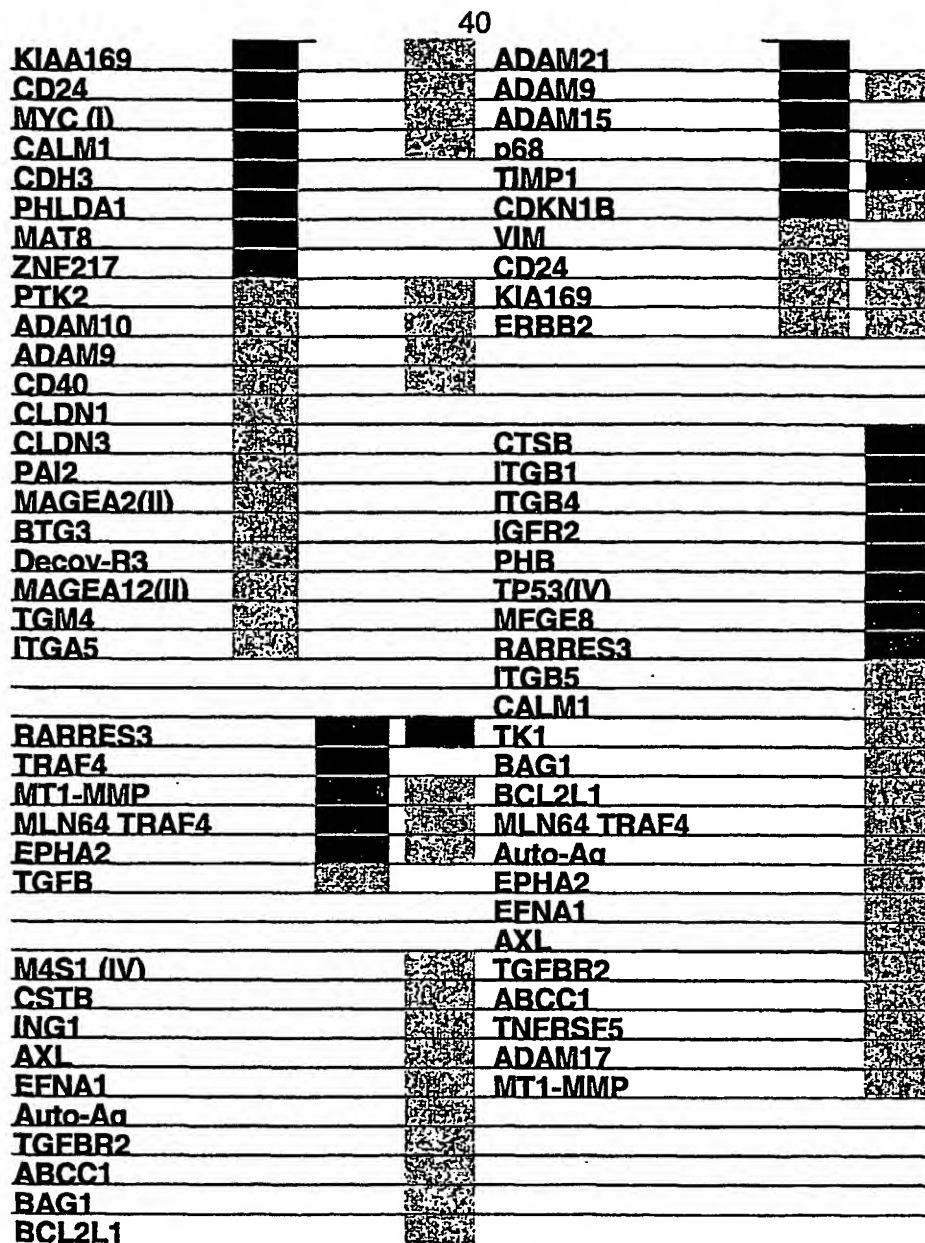 40
KIAA169 ADAM21
CD24 ADAM9
MYC (I) ADAM15
CALM1 p68
CDH3 TIMP1
PHLDA1 CDKN1B
MAT8 VIM
ZNF217 CD24
PTK2 KIA169
ADAM10 ERBB2
ADAM9
CD40
CLDN1
CLDN3 CTSB
PAI2 ITGB1
MAGEA2(II) ITGB4
BTG3 IGFR2
Decoy-R3 PHB
MAGEA12(II) TP53(IV)
TGM4 MFGE8
ITGA5 RARRES3
ITGB5
CALM1
RARRES3 TK1
TRAF4 BAG1
MT1-MMP BCL2L1
MLN64 TRAF4 MLN64 TRAF4
EPHA2 Auto-Ag
TGFB EPHA2
EFNA1
AXL
M4S1 (IV) TGFBR2
CSTB ABCC1
ING1 TNFRSF5
AXL ADAM17
EFNA1 MT1-MMP
Auto-Ag
TGFBR2
ABCC1
BAG1
BCL2L1